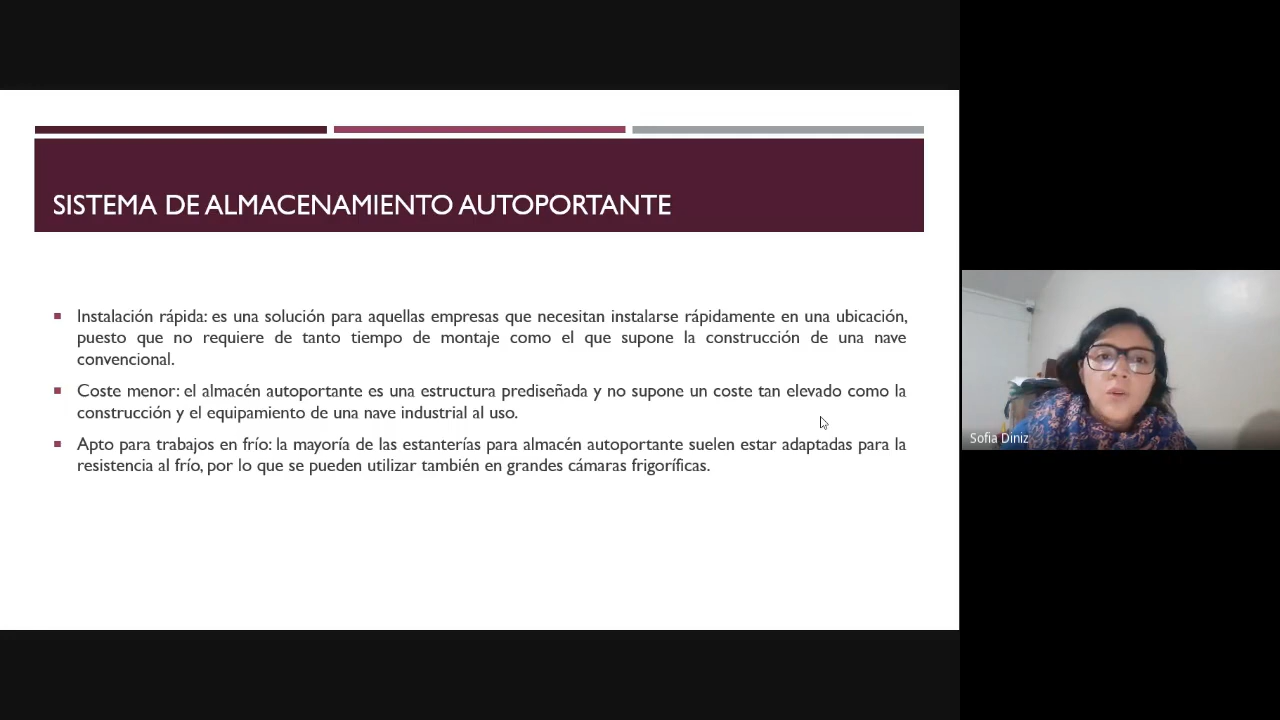 SISTEMA DE ALMACENAMIENTO AUTOPORTANTE
Instalación rápida: es una solución para aquellas empresas que necesitan instalarse rápidamente en una ubicación,
puesto que no requiere de tanto tiempo de montaje como el que supone la construcción de una nave
convencional.
Coste menor: el almacén autoportante es una estructura prediseñada y no supone un coste tan elevado como la
construcción y el equipamiento de una nave industrial al uso.
Apto para trabajos en frío: la mayoría de las estanterías para almacén autoportante suelen estar adaptadas para la
resistencia al frío, por lo que se pueden utilizar también en grandes cámaras frigoríficas.
Sofia Diniz